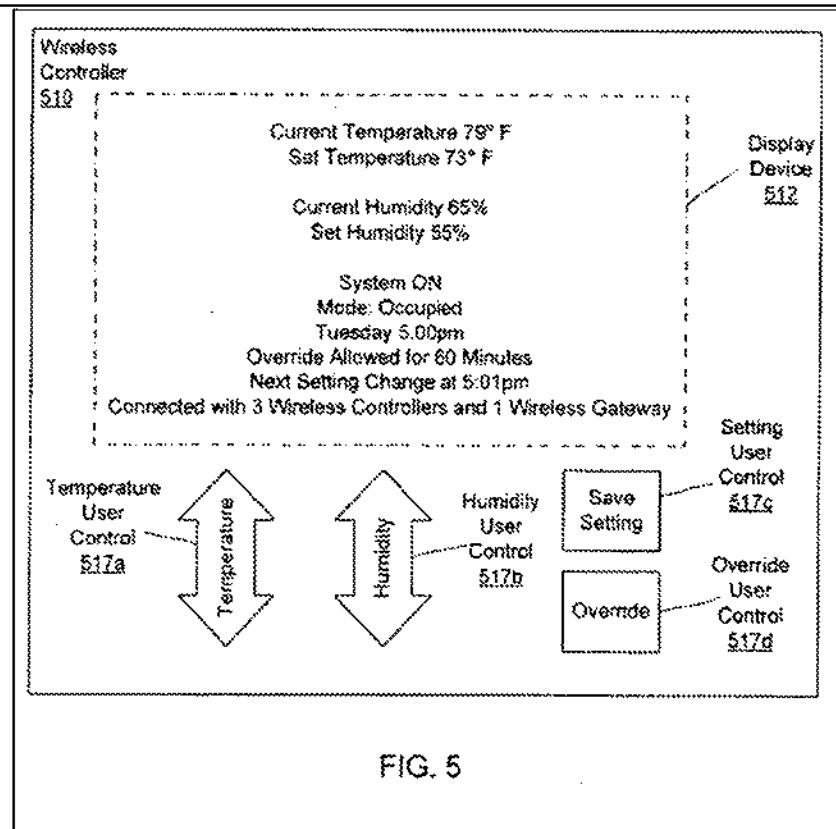 Wireless
Controller
510
Current Temperature 79° F
Set Temperature 73° F
Current Humidity 65%
Set Humidity 55%
System ON
Mode: Occupied
Tuesday 5:00pm
Override Allowed for 60 Minutes
Next Setting Change at 5:01pm
Connected with 3 Wireless Controllers and 1 Wireless Gateway
Display
Device
512
Temperature
User
Control
517a
Temperature
Humidity
Humidity
User
Control
517b
Save
Setting
Setting
User
Control
517c
Override
Override
User
Control
517d
FIG. 5